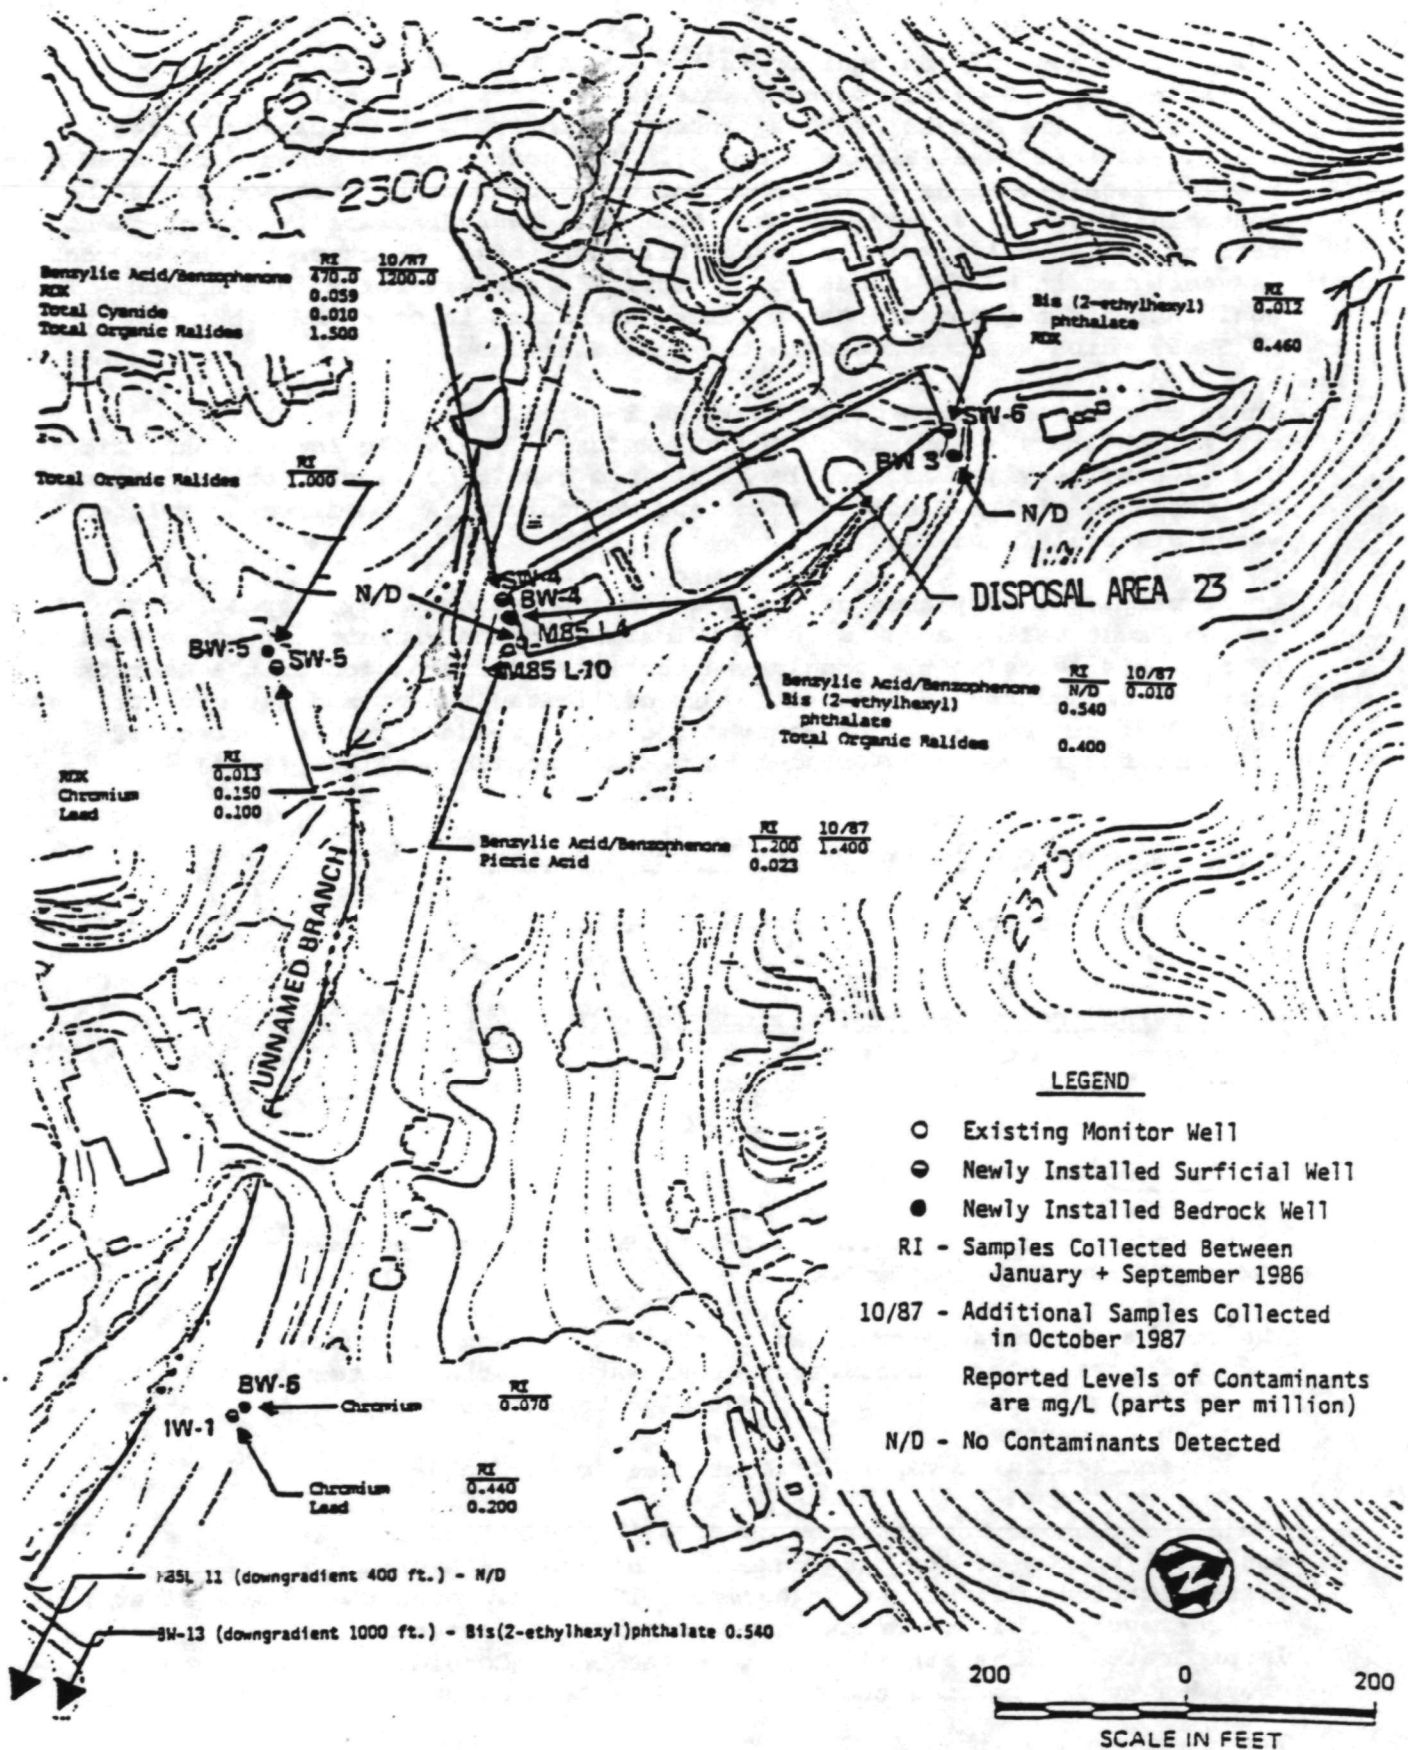 2325
2300
RI 10/87
Benzylic Acid/Benzophenone 470.0 1200.0
RDX 0.059
Total Cyanide 0.010
Total Organic Halides 1.500
RI
Bis (2-ethylhexyl) 0.012
phthalate
RDX 0.460
SW-6
BW 3
RI
Total Organic Halides 1.000
N/D
SW-4
N/D
BW-4
DISPOSAL AREA 23
M85 L4
BW-5
SW-5
M85 L-10
RI 10/87
Benzylic Acid/Benzophenone N/D 0.010
Bis (2-ethylhexyl) 0.540
phthalate
Total Organic Halides 0.400
RI
RDX 0.013
Chromium 0.150
Lead 0.100
RI 10/87
Benzylic Acid/Benzophenone 1.200 1.400
Picric Acid 0.023
UNNAMED BRANCH
2375
LEGEND
Existing Monitor Well
Newly Installed Surficial Well
Newly Installed Bedrock Well
RI - Samples Collected Between
January + September 1986
10/87 - Additional Samples Collected
in October 1987
Reported Levels of Contaminants
are mg/L (parts per million)
N/D - No Contaminants Detected
BW-6
RI
Chromium 0.070
IW-1
RI
Chromium 0.440
Lead 0.200
11 (downgradient 400 ft.) - N/D
BW-13 (downgradient 1000 ft.) - Bis(2-ethylhexyl)phthalate 0.540
N
200 0 200
SCALE IN FEET